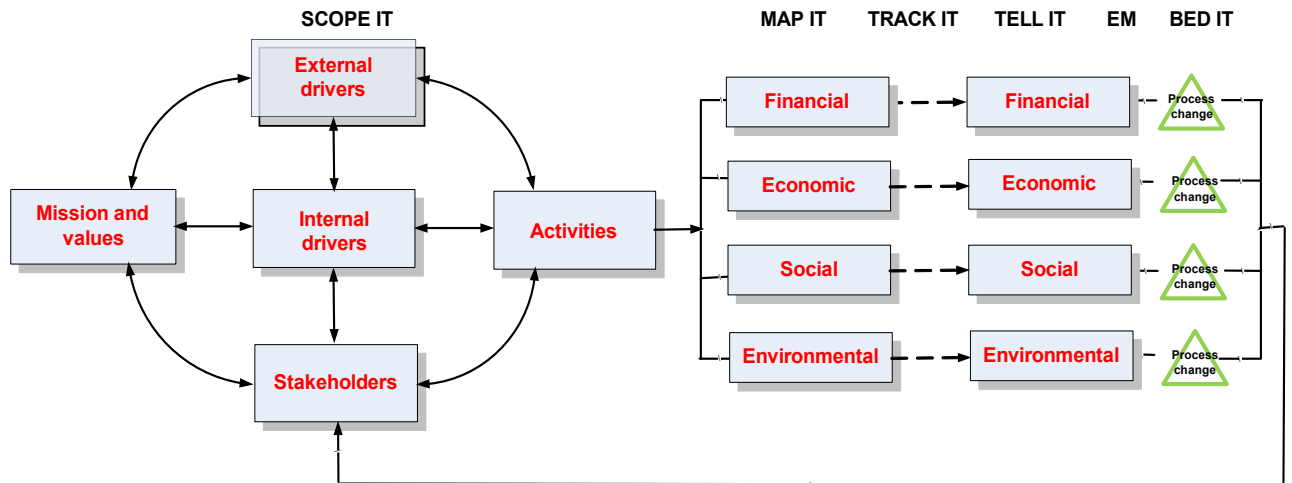 SCOPE IT
MAP IT
TRACK IT
TELL IT
EM
BED IT
External
drivers
Mission and
values
Internal
drivers
Activities
Stakeholders
Financial
Financial
Process
change
Economic
Economic
Process
change
Social
Social
Process
change
Environmental
Environmental
Process
change